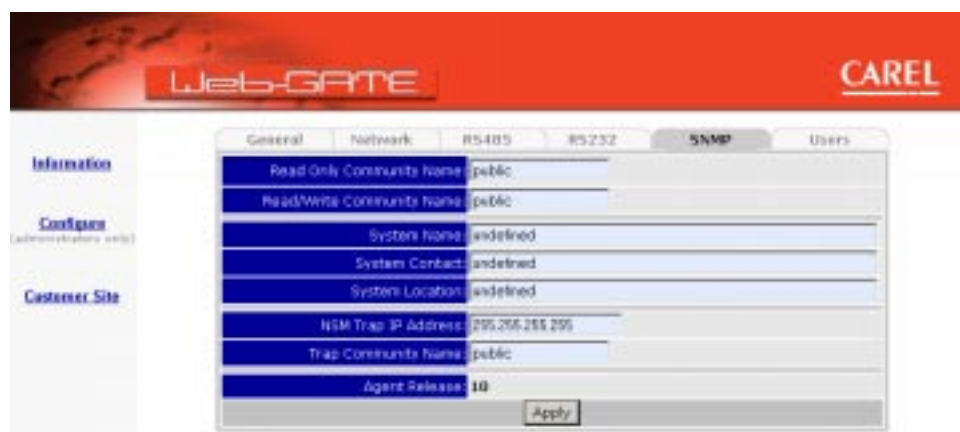 Web-GATE
CAREL
General Network RS485 RS232 SNMP Users
Information
Configure
(administrators only)
Customer Site
Read Only Community Name: public
Read/Write Community Name: public
System Name: undefined
System Contact: undefined
System Location: undefined
NSM Trap IP Address: 255.255.255.255
Trap Community Name: public
Agent Release: 10
Apply